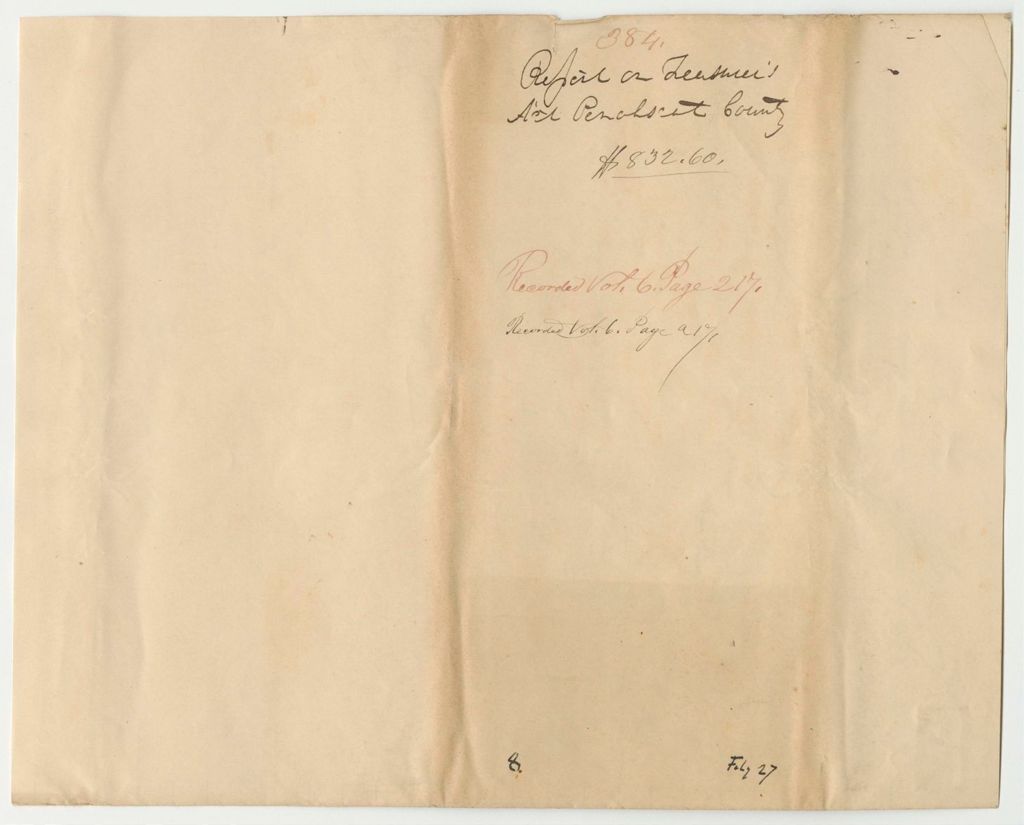 384.
Report on Treasurer's
Act Penobscot County
$832.60.
Recorded Vol. 6. Page 217.
Recorded Vol. 6. Page 217.
8.
Feby 27